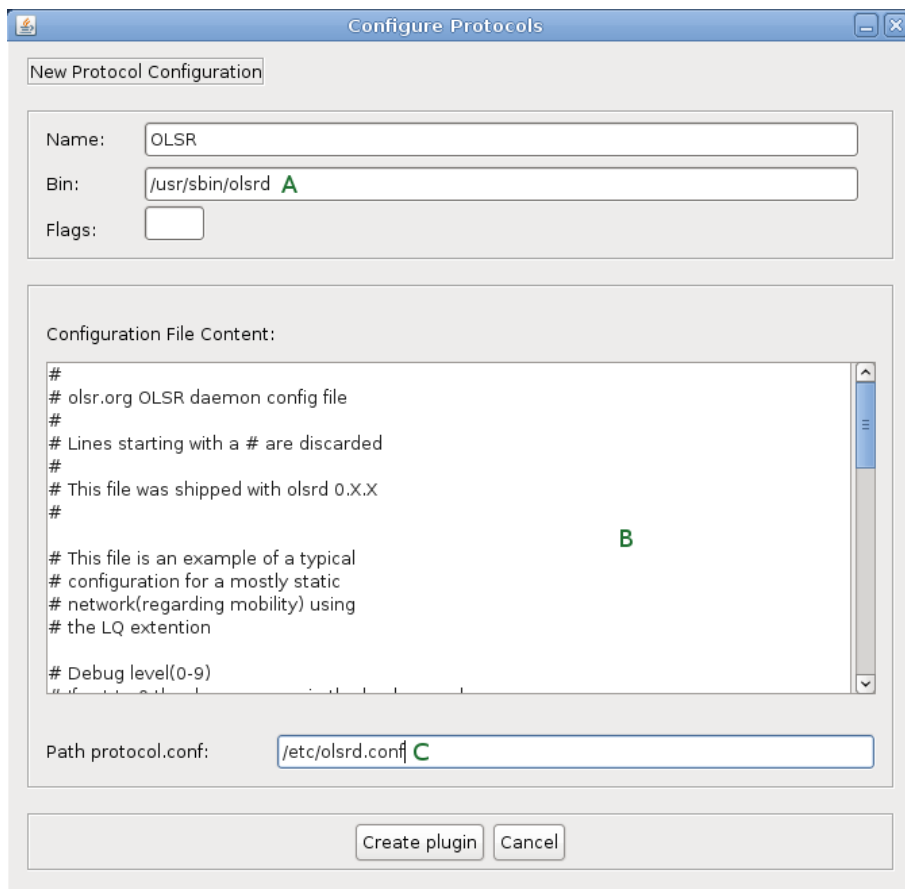 Configure Protocols
New Protocol Configuration
Name: OLSR
Bin: /usr/sbin/olsrd A
Flags:
Configuration File Content:
#
# olsr.org OLSR daemon config file
#
# Lines starting with a # are discarded
#
# This file was shipped with olsrd 0.X.X
#
# This file is an example of a typical
# configuration for a mostly static
# network(regarding mobility) using
# the LQ extention
B
# Debug level(0-9)
Path protocol.conf: /etc/olsrd.conf C
Create plugin Cancel